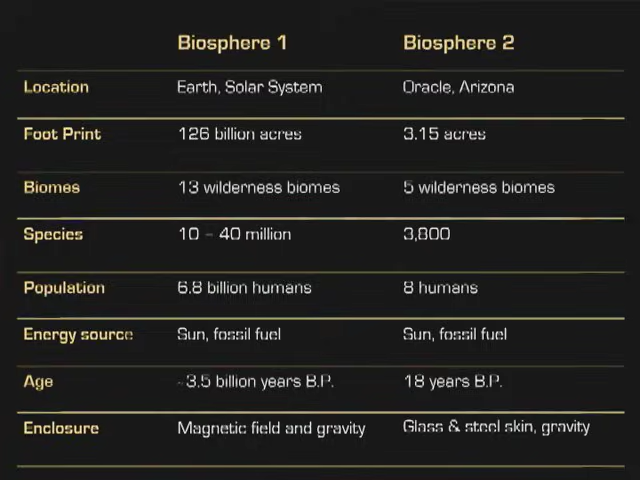 Biosphere 1 Biosphere 2
Location Earth, Solar System Oracle, Arizona
Foot Print 126 billion acres 3.15 acres
Biomes 13 wilderness biomes 5 wilderness biomes
Species 10 – 40 million 3,800
Population 6.8 billion humans 8 humans
Energy source Sun, fossil fuel Sun, fossil fuel
Age ~3.5 billion years B.P. 18 years B.P.
Enclosure Magnetic field and gravity Glass & steel skin, gravity